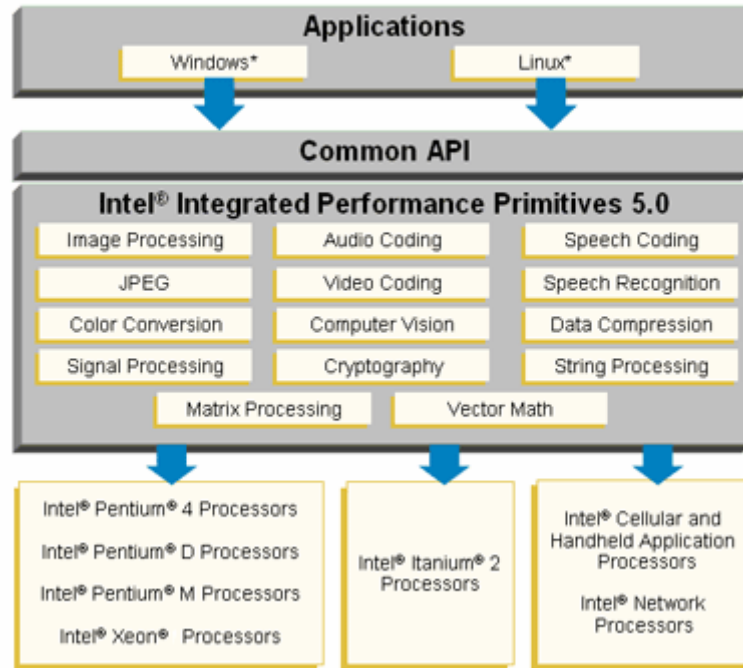 Applications
Windows*
Linux*
Common API
Intel® Integrated Performance Primitives 5.0
Image Processing
Audio Coding
Speech Coding
JPEG
Video Coding
Speech Recognition
Color Conversion
Computer Vision
Data Compression
Signal Processing
Cryptography
String Processing
Matrix Processing
Vector Math
Intel® Pentium® 4 Processors
Intel® Pentium® D Processors
Intel® Pentium® M Processors
Intel® Xeon® Processors
Intel® Itanium® 2
Processors
Intel® Cellular and
Handheld Application
Processors
Intel® Network
Processors